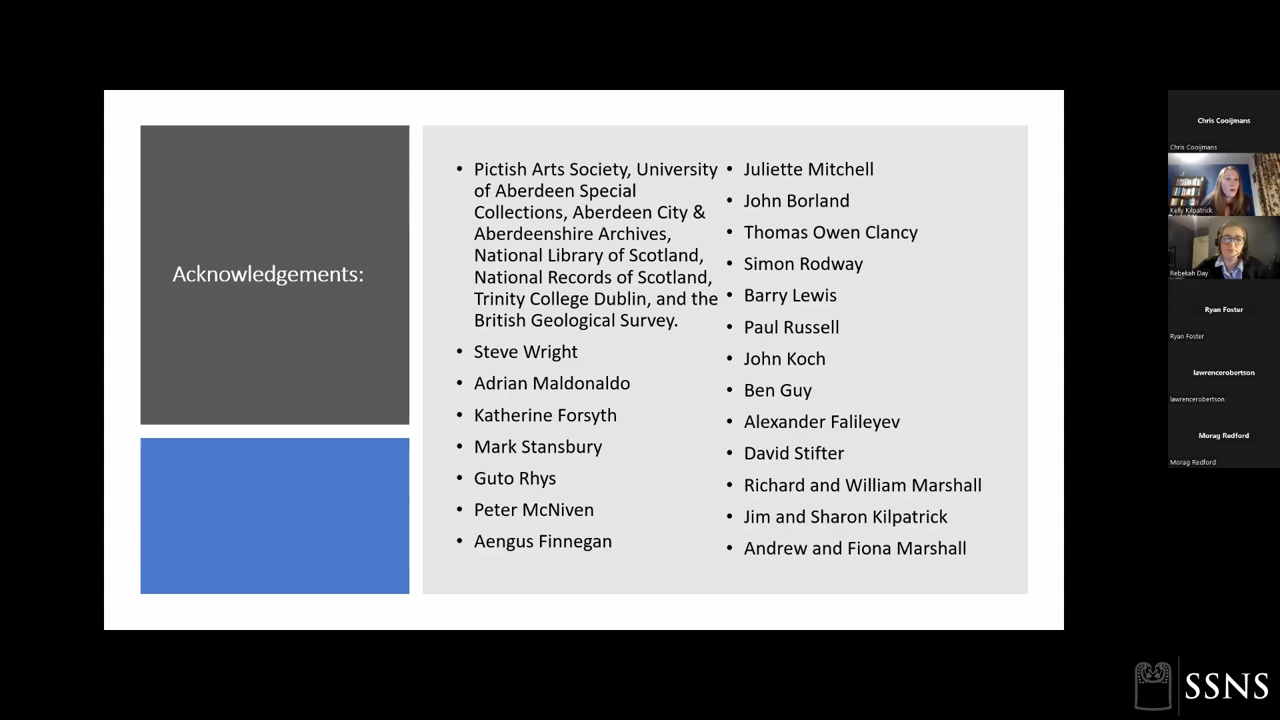 Acknowledgements:
• Pictish Arts Society, University
of Aberdeen Special
Collections, Aberdeen City &
Aberdeenshire Archives,
National Library of Scotland,
National Records of Scotland,
Trinity College Dublin, and the
British Geological Survey.
• Steve Wright
• Adrian Maldonaldo
• Katherine Forsyth
• Mark Stansbury
• Guto Rhys
• Peter McNiven
• Aengus Finnegan
• Juliette Mitchell
• John Borland
• Thomas Owen Clancy
• Simon Rodway
• Barry Lewis
• Paul Russell
• John Koch
• Ben Guy
• Alexander Falileyev
• David Stifter
• Richard and William Marshall
• Jim and Sharon Kilpatrick
• Andrew and Fiona Marshall
Chris Cooijmans
Chris Cooijmans
Kelly Kilpatrick
Rebekah Day
Ryan Foster
Ryan Foster
lawrencerobertson
lawrencerobertson
Morag Redford
Morag Redford
SSNS